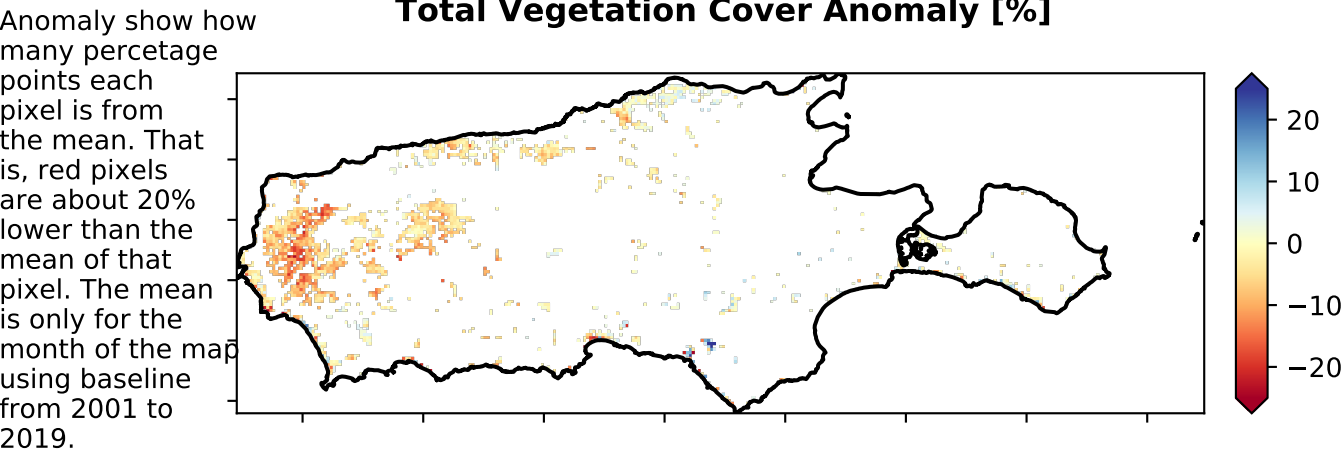 Total Vegetation Cover Anomaly [%]
Anomaly show how
many percetage
points each
pixel is from
the mean. That
is, red pixels
are about 20%
lower than the
mean of that
pixel. The mean
is only for the
month of the map
using baseline
from 2001 to
2019.
20
10
0
−10
−20